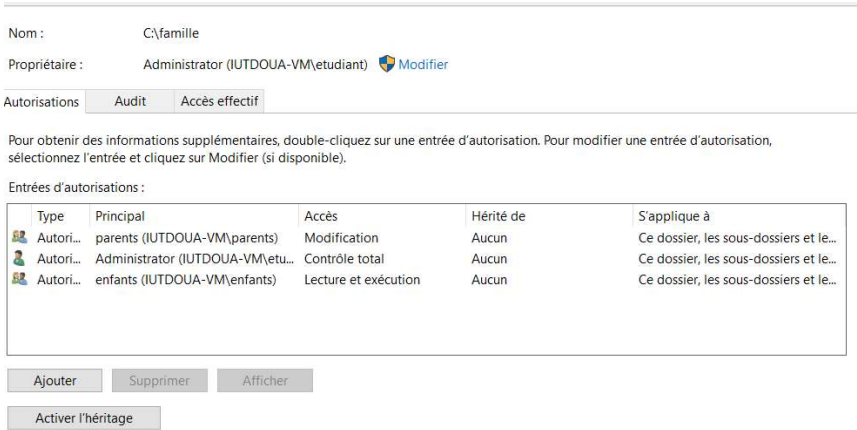 Nom : C:\famille
Propriétaire : Administrator (IUTDOUA-VM\etudiant) Modifier
Autorisations Audit Accès effectif
Pour obtenir des informations supplémentaires, double-cliquez sur une entrée d'autorisation. Pour modifier une entrée d'autorisation,
sélectionnez l'entrée et cliquez sur Modifier (si disponible).
Entrées d'autorisations :
Type Principal Accès Hérité de S'applique à
Autori... parents (IUTDOUA-VM\parents) Modification Aucun Ce dossier, les sous-dossiers et le...
Autori... Administrator (IUTDOUA-VM\etu... Contrôle total Aucun Ce dossier, les sous-dossiers et le...
Autori... enfants (IUTDOUA-VM\enfants) Lecture et exécution Aucun Ce dossier, les sous-dossiers et le...
Ajouter Supprimer Afficher
Activer l'héritage